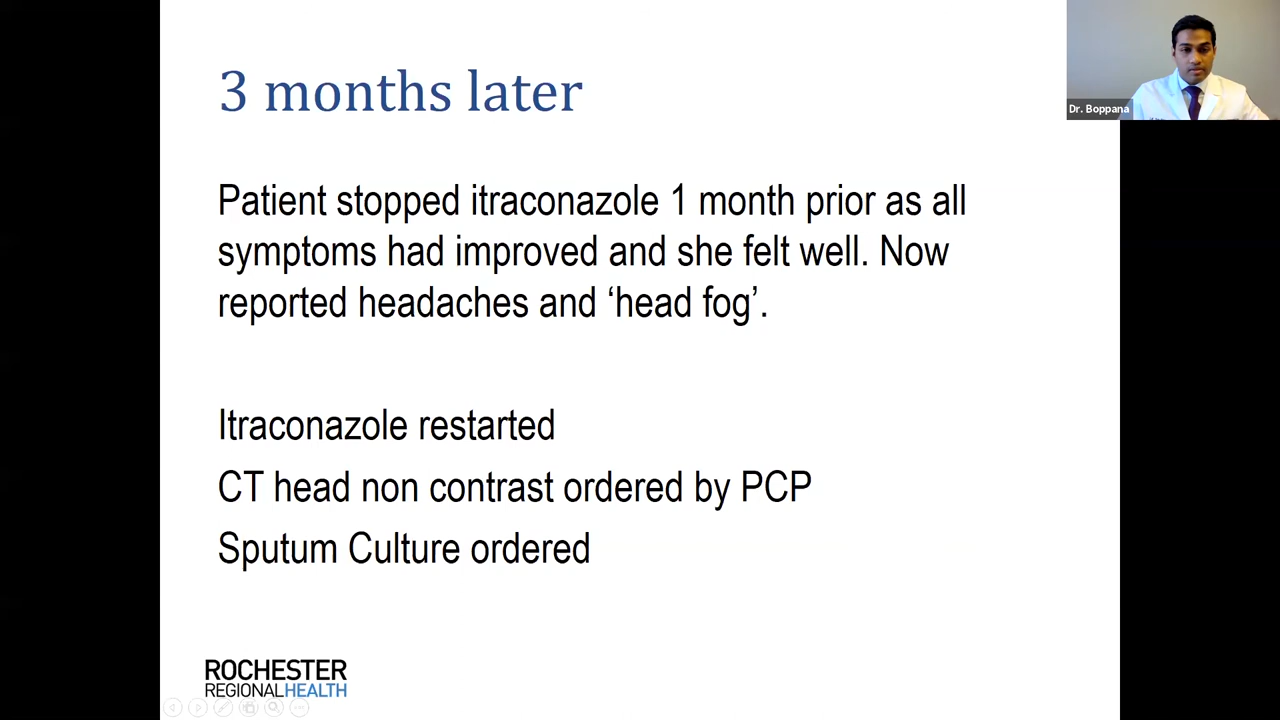 3 months later
Dr. Boppana
Patient stopped itraconazole 1 month prior as all
symptoms had improved and she felt well. Now
reported headaches and ‘head fog’.
Itraconazole restarted
CT head non contrast ordered by PCP
Sputum Culture ordered
ROCHESTER
REGIONALHEALTH